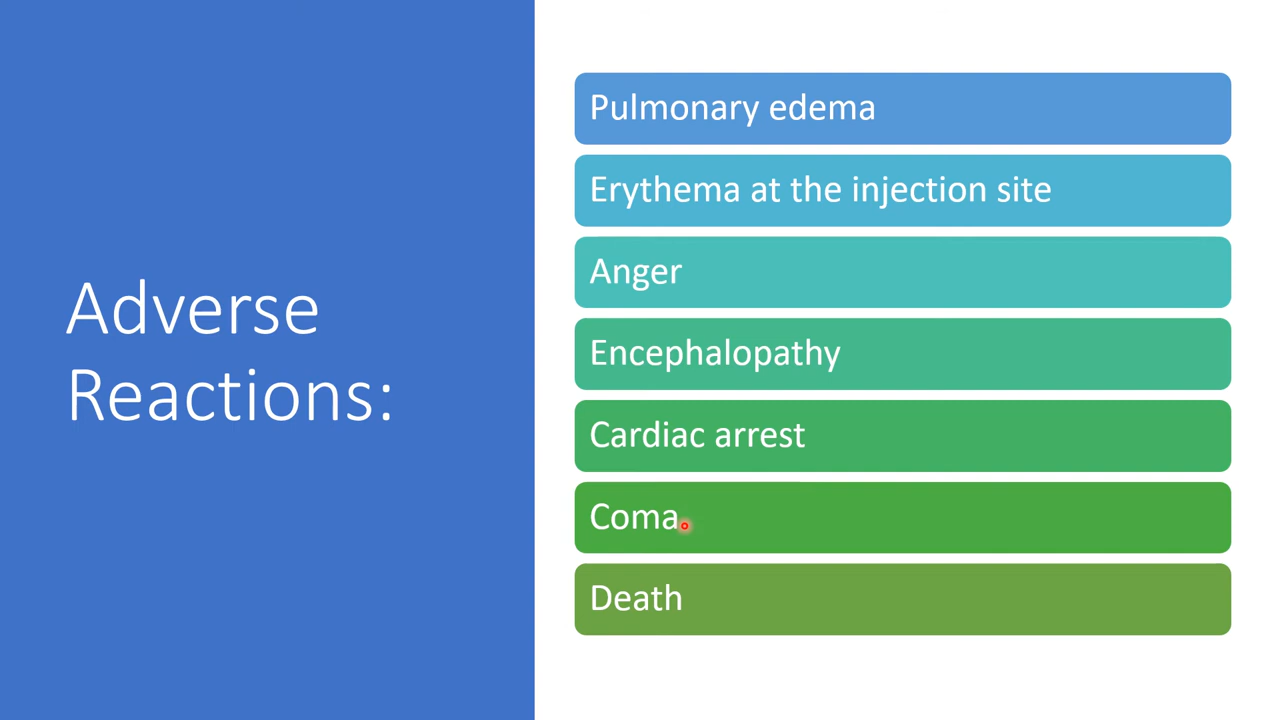 Adverse
Reactions:
Pulmonary edema
Erythema at the injection site
Anger
Encephalopathy
Cardiac arrest
Coma
Death